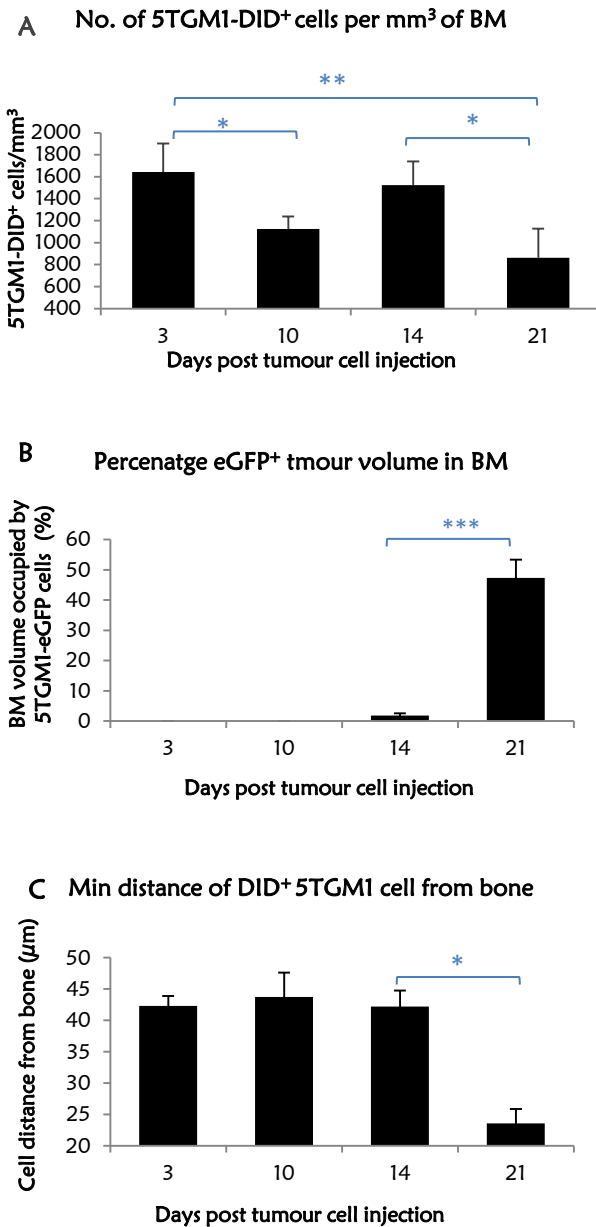 A No. of 5TGM1-DID⁺ cells per mm³ of BM
**
*
*
5TGM1-DID⁺ cells/mm³
2000
1800
1600
1400
1200
1000
800
600
400
3 10 14 21
Days post tumour cell injection
B Percenatge eGFP⁺ tmour volume in BM
***
BM volume occupied by
5TGM1-eGFP cells (%)
60
50
40
30
20
10
0
3 10 14 21
Days post tumour cell injection
C Min distance of DID⁺ 5TGM1 cell from bone
*
Cell distance from bone (µm)
50
45
40
35
30
25
20
3 10 14 21
Days post tumour cell injection